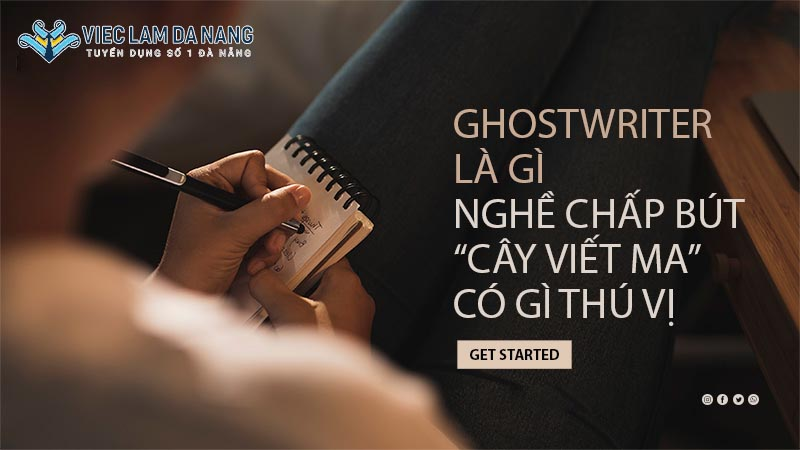 VIEC LAM DA NANG
TUYỂN DỤNG SỐ 1 ĐÀ NẴNG
GHOSTWRITER
LÀ GÌ
NGHỀ CHẤP BÚT
“CÂY VIẾT MA”
CÓ GÌ THÚ VỊ
GET STARTED